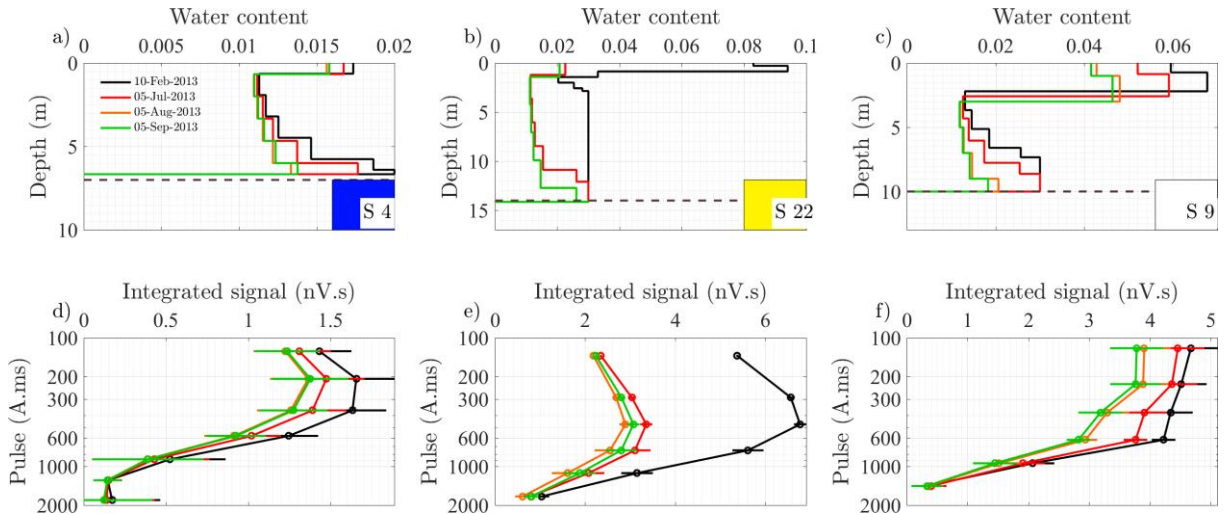 Water content
Water content
Water content
a)
0
0.005
0.01
0.015
0.02
b)
0
0.02
0.04
0.06
0.08
0.1
c)
0
0.02
0.04
0.06
Depth (m)
0
5
10
10-Feb-2013
05-Jul-2013
05-Aug-2013
05-Sep-2013
S 4
Depth (m)
0
5
10
15
S 22
Depth (m)
0
5
10
S 9
Integrated signal (nV.s)
Integrated signal (nV.s)
Integrated signal (nV.s)
d)
0
0.5
1
1.5
e)
0
2
4
6
f)
0
1
2
3
4
5
Pulse (A.ms)
100
200
300
600
1000
2000
Pulse (A.ms)
100
200
300
600
1000
2000
Pulse (A.ms)
100
200
300
600
1000
2000